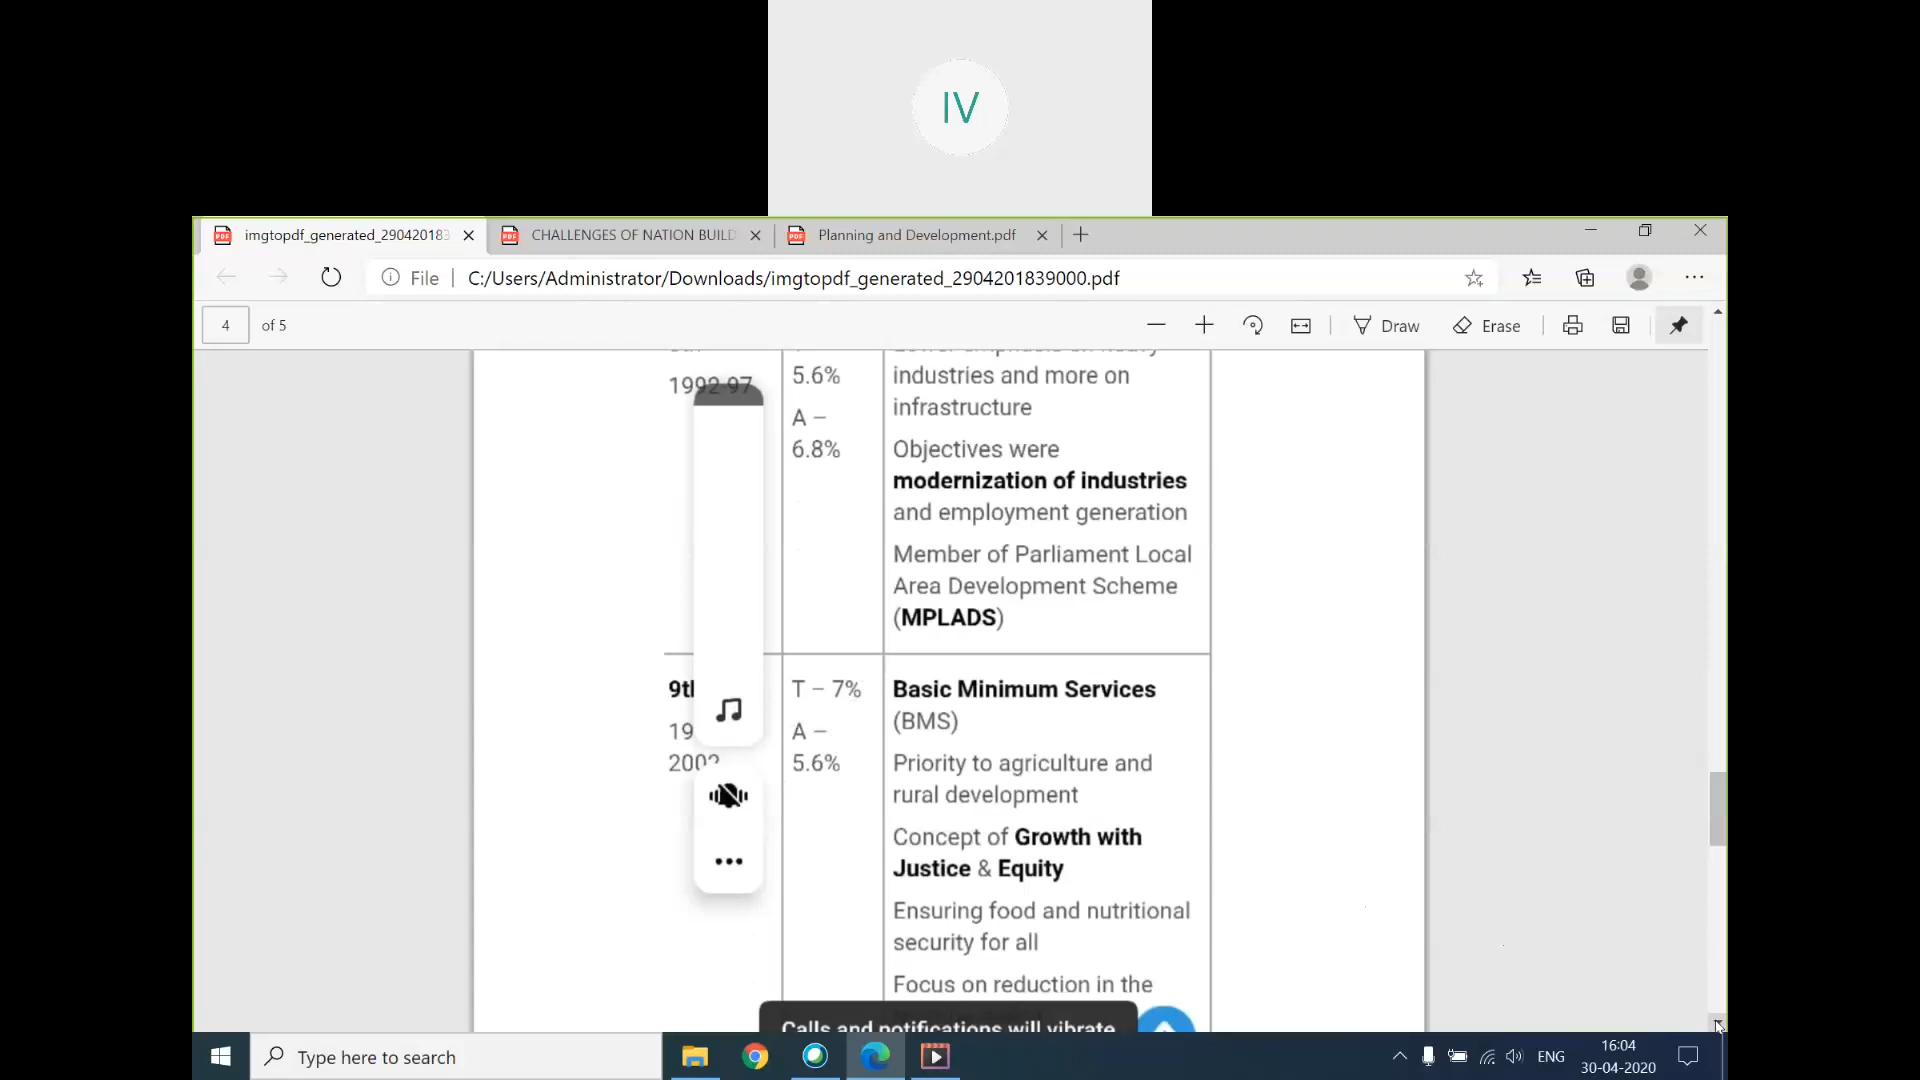 IV
imgtopdf_generated_290420183
CHALLENGES OF NATION BUILD
Planning and Development.pdf
File
C:/Users/Administrator/Downloads/imgtopdf_generated_2904201839000.pdf
4 of 5
Draw
Erase
1992-97
5.6%
A –
6.8%
industries and more on
infrastructure
Objectives were
modernization of industries
and employment generation
Member of Parliament Local
Area Development Scheme
(MPLADS)
19
2002
T – 7%
A –
5.6%
Basic Minimum Services
(BMS)
Priority to agriculture and
rural development
Concept of Growth with
Justice & Equity
Ensuring food and nutritional
security for all
Focus on reduction in the
Calls and notifications will vibrate
Type here to search
ENG
16:04
30-04-2020